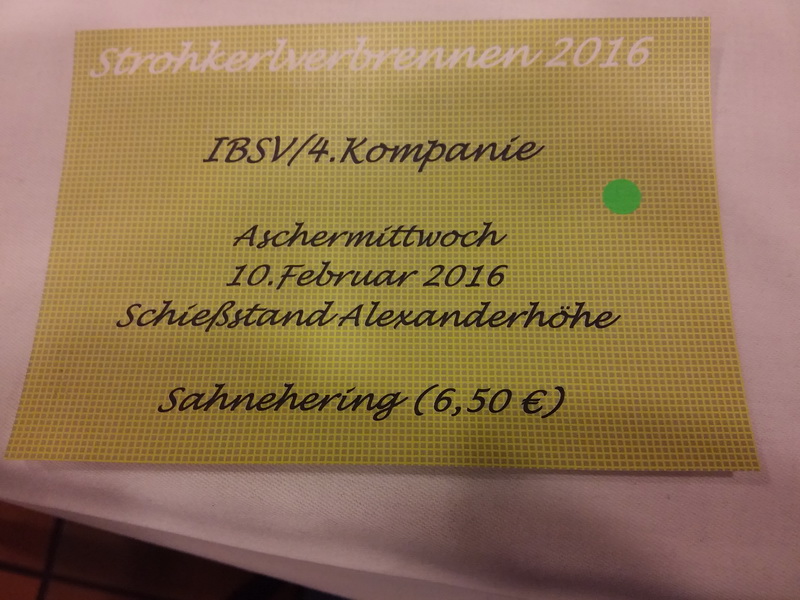 Strohkerlverbrennen 2016
IBSV/4.Kompanie
Aschermittwoch
10.Februar 2016
Schießstand Alexanderhöhe
Sahnehering (6,50 €)